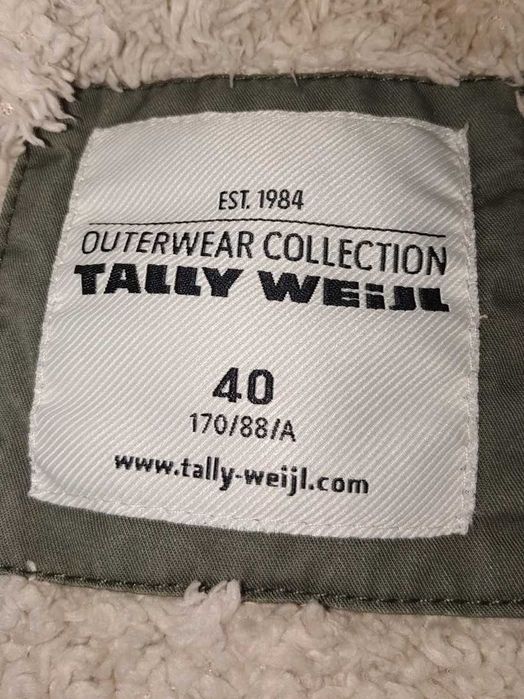 EST. 1984
OUTERWEAR COLLECTION
TALLY WEiJL
40
170/88/A
www.tally-weijl.com